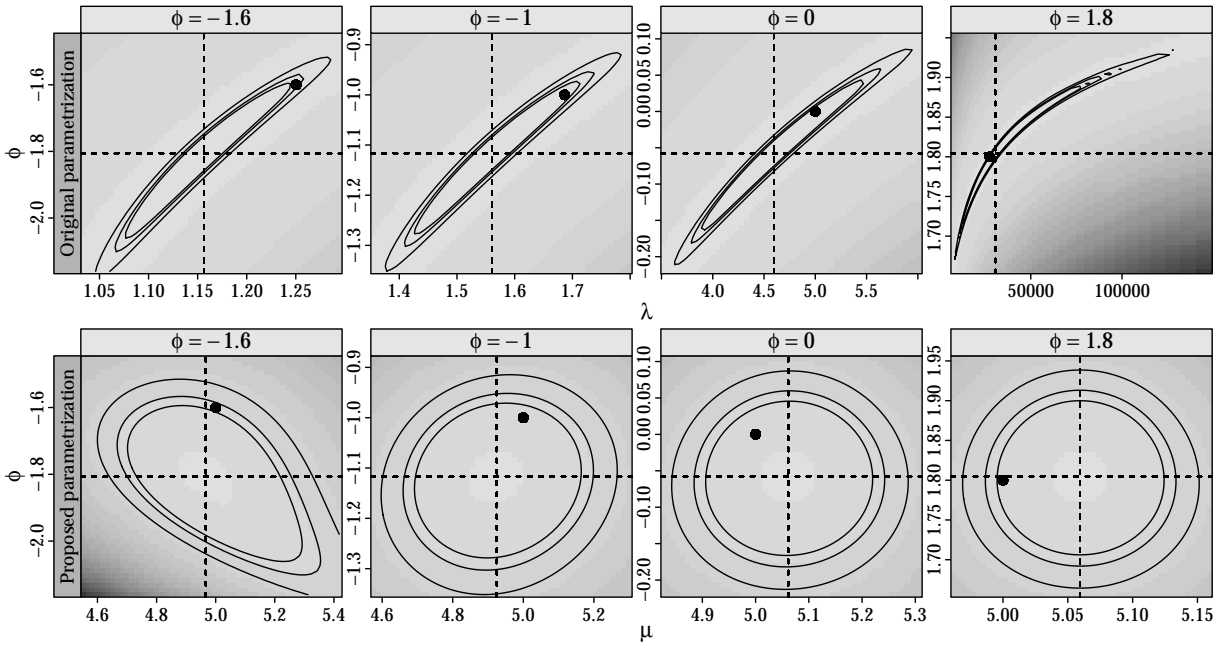 ϕ = −1.6 ϕ = −1 ϕ = 0 ϕ = 1.8
Original parametrization
ϕ
−2.0 −1.8 −1.6
−1.3 −1.2 −1.1 −1.0 −0.9
−0.20 −0.10 0.00 0.05 0.10
1.70 1.75 1.80 1.85 1.90
1.05 1.10 1.15 1.20 1.25
1.4 1.5 1.6 1.7
4.0 4.5 5.0 5.5
50000 100000
λ
ϕ = −1.6 ϕ = −1 ϕ = 0 ϕ = 1.8
Proposed parametrization
ϕ
−2.0 −1.8 −1.6
−1.3 −1.2 −1.1 −1.0 −0.9
−0.20 −0.10 0.00 0.05 0.10
1.70 1.75 1.80 1.85 1.90 1.95
4.6 4.8 5.0 5.2 5.4
4.6 4.8 5.0 5.2
4.9 5.0 5.1 5.2 5.3
5.00 5.05 5.10 5.15
μ